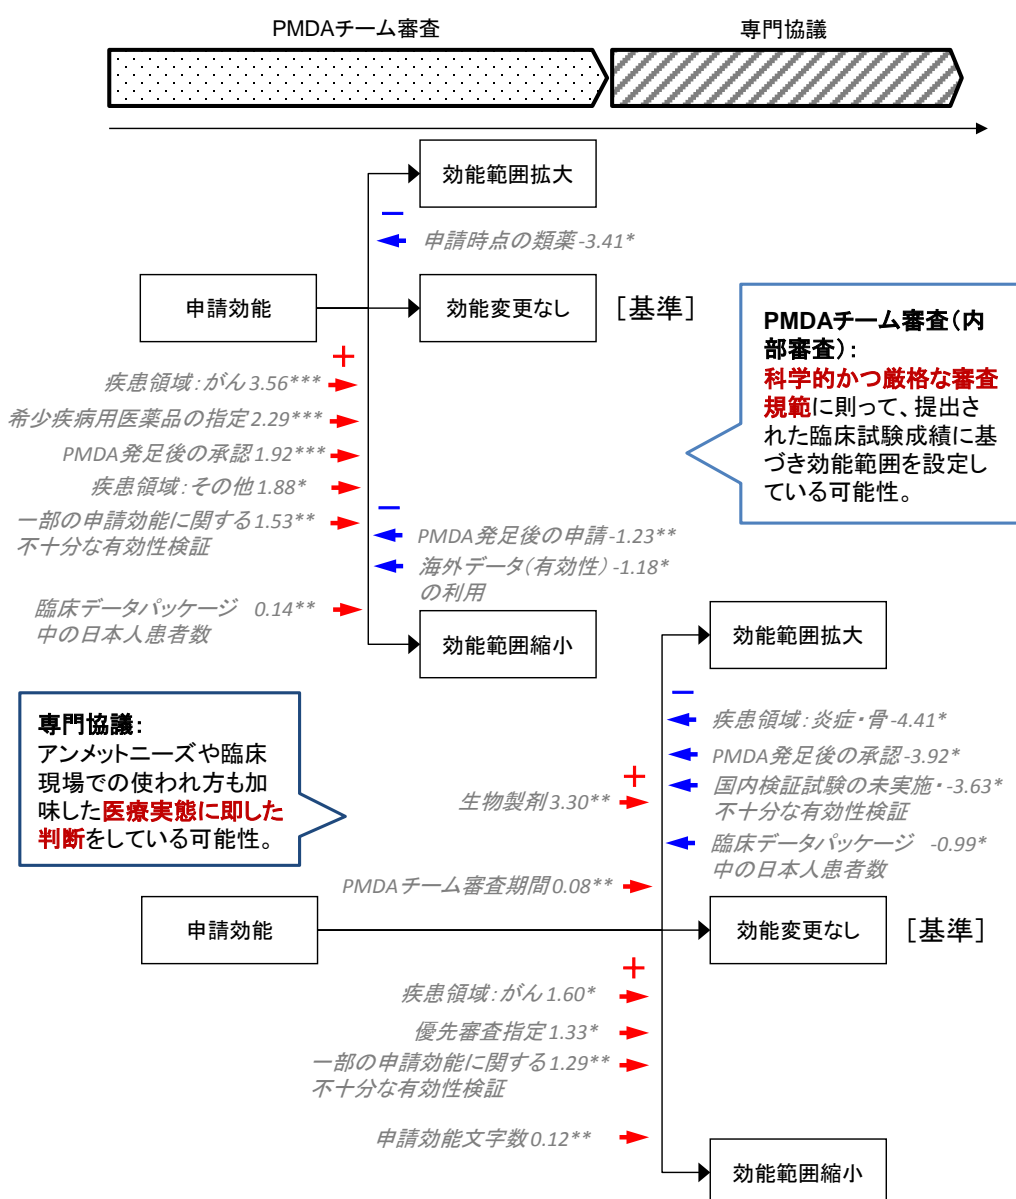 PMDAチーム審査
専門協議
効能範囲拡大
−
申請時点の類薬 -3.41*
申請効能
効能変更なし
［基準］
PMDAチーム審査（内
部審査）：
科学的かつ厳格な審査
規範に則って、提出さ
れた臨床試験成績に基
づき効能範囲を設定し
ている可能性。
＋
疾患領域：がん 3.56***
希少疾病用医薬品の指定 2.29***
PMDA発足後の承認 1.92***
疾患領域：その他 1.88*
一部の申請効能に関する 1.53**
不十分な有効性検証
−
PMDA発足後の申請 -1.23**
海外データ（有効性） -1.18*
の利用
臨床データパッケージ 0.14**
中の日本人患者数
効能範囲縮小
効能範囲拡大
専門協議：
アンメットニーズや臨床
現場での使われ方も加
味した医療実態に即した
判断をしている可能性。
−
疾患領域：炎症・骨 -4.41*
PMDA発足後の承認 -3.92*
国内検証試験の未実施・ -3.63*
不十分な有効性検証
臨床データパッケージ -0.99*
中の日本人患者数
＋
生物製剤 3.30**
PMDAチーム審査期間 0.08**
申請効能
効能変更なし
［基準］
＋
疾患領域：がん 1.60*
優先審査指定 1.33*
一部の申請効能に関する 1.29**
不十分な有効性検証
申請効能文字数 0.12**
効能範囲縮小